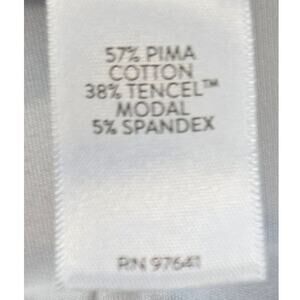 57% PIMA
COTTON
38% TENCEL™
MODAL
5% SPANDEX
RN 97641